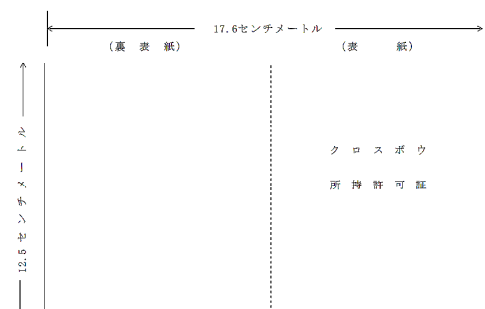 17.6センチメートル
（裏 表 紙）
（表 紙）
12.5センチメートル
クロスボウ
所持許可証